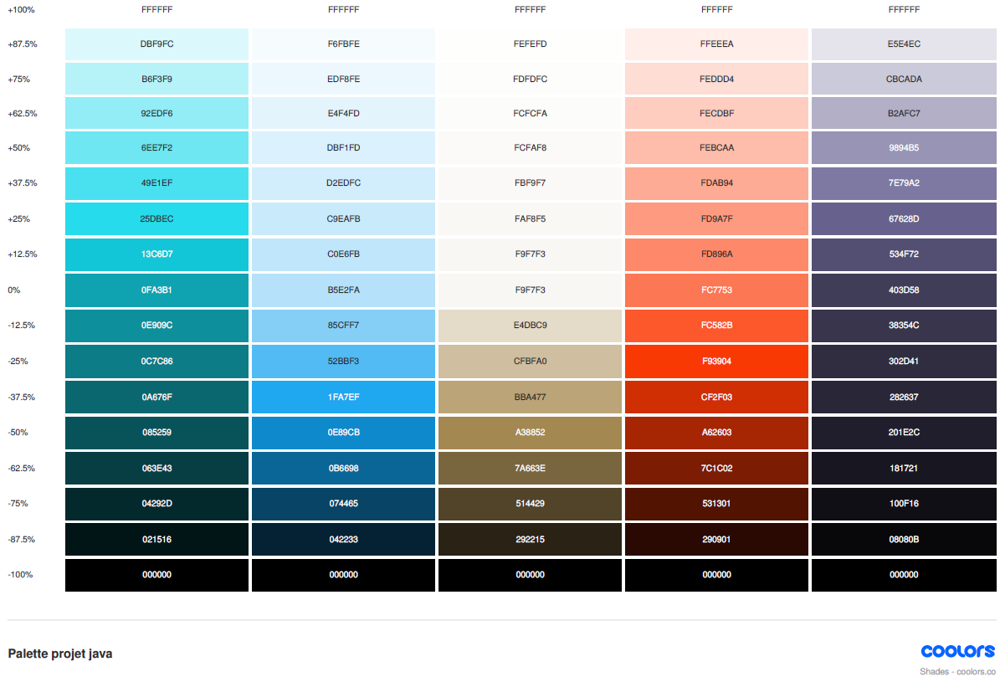 +100% FFFFFF FFFFFF FFFFFF FFFFFF FFFFFF
+87.5% DBF9FC F6FBFE FEFEFD FFEEEA E5E4EC
+75% B6F3F9 EDF8FE FDFDFC FEDDD4 CBCADA
+62.5% 92EDF6 E4F4FD FCFCFA FECDBF B2AFC7
+50% 6EE7F2 DBF1FD FCFAF8 FEBCAA 9894B5
+37.5% 49E1EF D2EDFC FBF9F7 FDAB94 7E79A2
+25% 25DBEC C9EAFB FAF8F5 FD9A7F 67628D
+12.5% 13C6D7 C0E6FB F9F7F3 FD896A 534F72
0% 0FA3B1 B5E2FA F9F7F3 FC7753 403D58
-12.5% 0E909C 85CFF7 E4DBC9 FC582B 38354C
-25% 0C7C86 52BBF3 CFBFA0 F93904 302D41
-37.5% 0A676F 1FA7EF BBA477 CF2F03 282637
-50% 085259 0E89CB A38852 A62603 201E2C
-62.5% 063E43 0B6698 7A663E 7C1C02 181721
-75% 04292D 074465 514429 531301 100F16
-87.5% 021516 042233 292215 290901 08080B
-100% 000000 000000 000000 000000 000000
Palette projet java
coolors
Shades - coolors.co